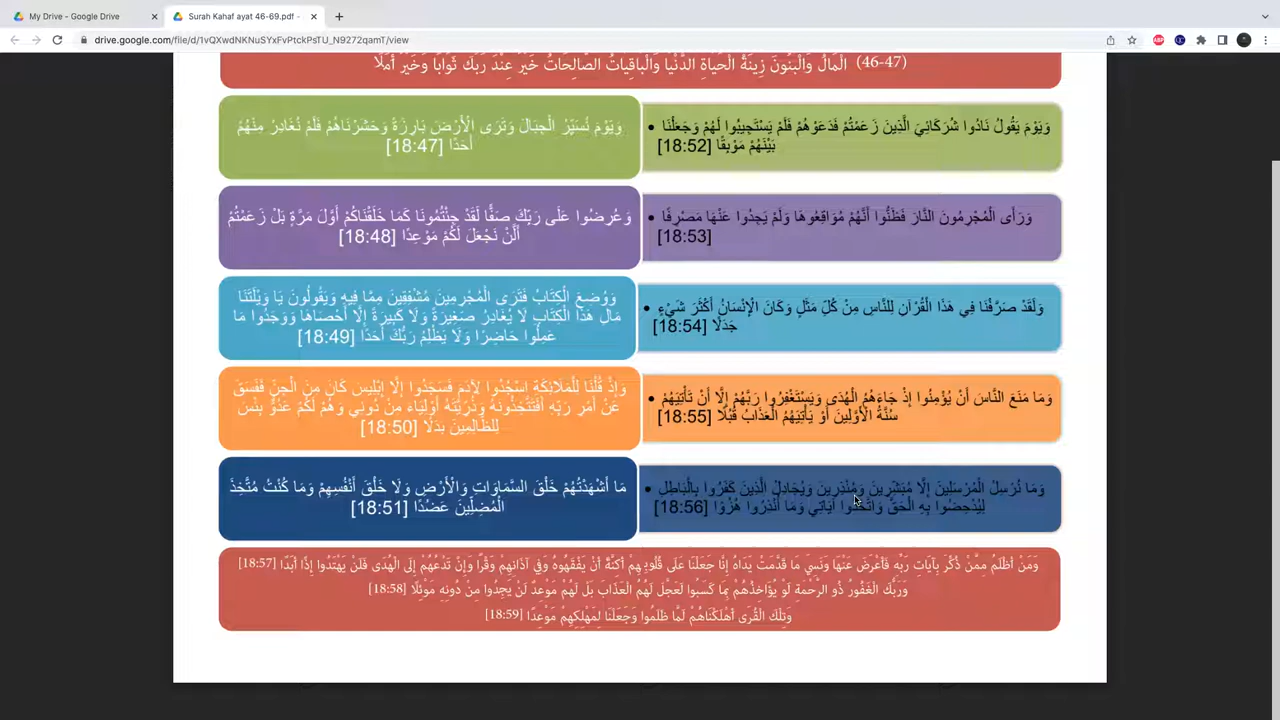 My Drive - Google Drive
Surah Kahaf ayat 46-69.pdf -
drive.google.com/file/d/1vQXwdNKNuSYxFvPtckPsTU_N9272qamT/view
(46-47) الْمَالُ وَالْبَنُونَ زِينَةُ الْحَيَاةِ الدُّنْيَا وَالْبَاقِيَاتُ الصَّالِحَاتُ خَيْرٌ عِنْدَ رَبِّكَ ثَوَابًا وَخَيْرٌ أَمَلًا
• وَيَوْمَ يَقُولُ نَادُوا شُرَكَائِيَ الَّذِينَ زَعَمْتُمْ فَدَعَوْهُمْ فَلَمْ يَسْتَجِيبُوا لَهُمْ وَجَعَلْنَا
بَيْنَهُمْ مَوْبِقًا [18:52]
وَيَوْمَ نُسَيِّرُ الْجِبَالَ وَتَرَى الْأَرْضَ بَارِزَةً وَحَشَرْنَاهُمْ فَلَمْ نُغَادِرْ مِنْهُمْ
أَحَدًا [18:47]
• وَرَأَى الْمُجْرِمُونَ النَّارَ فَظَنُّوا أَنَّهُمْ مُوَاقِعُوهَا وَلَمْ يَجِدُوا عَنْهَا مَصْرِفًا
[18:53]
وَعُرِضُوا عَلَى رَبِّكَ صَفًّا لَقَدْ جِئْتُمُونَا كَمَا خَلَقْنَاكُمْ أَوَّلَ مَرَّةٍ بَلْ زَعَمْتُمْ
أَلَّنْ نَجْعَلَ لَكُمْ مَوْعِدًا [18:48]
• وَلَقَدْ صَرَّفْنَا فِي هَذَا الْقُرْآنِ لِلنَّاسِ مِنْ كُلِّ مَثَلٍ وَكَانَ الْإِنْسَانُ أَكْثَرَ شَيْءٍ
جَدَلًا [18:54]
وَوُضِعَ الْكِتَابُ فَتَرَى الْمُجْرِمِينَ مُشْفِقِينَ مِمَّا فِيهِ وَيَقُولُونَ يَا وَيْلَتَنَا
مَالِ هَذَا الْكِتَابِ لَا يُغَادِرُ صَغِيرَةً وَلَا كَبِيرَةً إِلَّا أَحْصَاهَا وَوَجَدُوا مَا
عَمِلُوا حَاضِرًا وَلَا يَظْلِمُ رَبُّكَ أَحَدًا [18:49]
• وَمَا مَنَعَ النَّاسَ أَنْ يُؤْمِنُوا إِذْ جَاءَهُمُ الْهُدَى وَيَسْتَغْفِرُوا رَبَّهُمْ إِلَّا أَنْ تَأْتِيَهُمْ
سُنَّةُ الْأَوَّلِينَ أَوْ يَأْتِيَهُمُ الْعَذَابُ قُبُلًا [18:55]
وَإِذْ قُلْنَا لِلْمَلَائِكَةِ اسْجُدُوا لِآدَمَ فَسَجَدُوا إِلَّا إِبْلِيسَ كَانَ مِنَ الْجِنِّ فَفَسَقَ
عَنْ أَمْرِ رَبِّهِ أَفَتَتَّخِذُونَهُ وَذُرِّيَّتَهُ أَوْلِيَاءَ مِنْ دُونِي وَهُمْ لَكُمْ عَدُوٌّ بِئْسَ
لِلظَّالِمِينَ بَدَلًا [18:50]
• وَمَا نُرْسِلُ الْمُرْسَلِينَ إِلَّا مُبَشِّرِينَ وَمُنْذِرِينَ وَيُجَادِلُ الَّذِينَ كَفَرُوا بِالْبَاطِلِ
لِيُدْحِضُوا بِهِ الْحَقَّ وَاتَّخَذُوا آيَاتِي وَمَا أُنْذِرُوا هُزُوًا [18:56]
مَا أَشْهَدْتُهُمْ خَلْقَ السَّمَاوَاتِ وَالْأَرْضِ وَلَا خَلْقَ أَنْفُسِهِمْ وَمَا كُنْتُ مُتَّخِذَ
الْمُضِلِّينَ عَضُدًا [18:51]
وَمَنْ أَظْلَمُ مِمَّنْ ذُكِّرَ بِآيَاتِ رَبِّهِ فَأَعْرَضَ عَنْهَا وَنَسِيَ مَا قَدَّمَتْ يَدَاهُ إِنَّا جَعَلْنَا عَلَى قُلُوبِهِمْ أَكِنَّةً أَنْ يَفْقَهُوهُ وَفِي آذَانِهِمْ وَقْرًا وَإِنْ تَدْعُهُمْ إِلَى الْهُدَى فَلَنْ يَهْتَدُوا إِذًا أَبَدًا [18:57]
وَرَبُّكَ الْغَفُورُ ذُو الرَّحْمَةِ لَوْ يُؤَاخِذُهُمْ بِمَا كَسَبُوا لَعَجَّلَ لَهُمُ الْعَذَابَ بَلْ لَهُمْ مَوْعِدٌ لَنْ يَجِدُوا مِنْ دُونِهِ مَوْئِلًا [18:58]
وَتِلْكَ الْقُرَى أَهْلَكْنَاهُمْ لَمَّا ظَلَمُوا وَجَعَلْنَا لِمَهْلِكِهِمْ مَوْعِدًا [18:59]